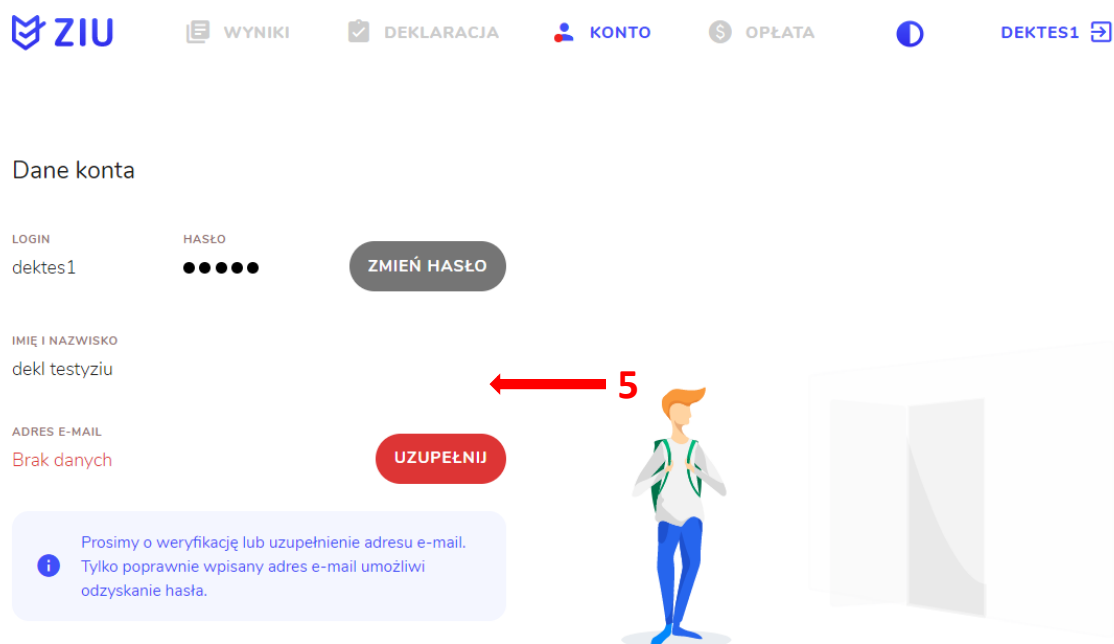 ZIU WYNIKI DEKLARACJA KONTO OPŁATA DEKTES1
Dane konta
LOGIN HASŁO
dektes1 ●●●●● ZMIEŃ HASŁO
IMIĘ I NAZWISKO
dekl testyziu
5
ADRES E-MAIL
Brak danych UZUPEŁNIJ
Prosimy o weryfikację lub uzupełnienie adresu e-mail.
Tylko poprawnie wpisany adres e-mail umożliwi
odzyskanie hasła.